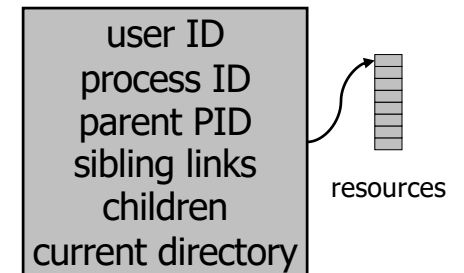 user ID
process ID
parent PID
sibling links
children
current directory
resources